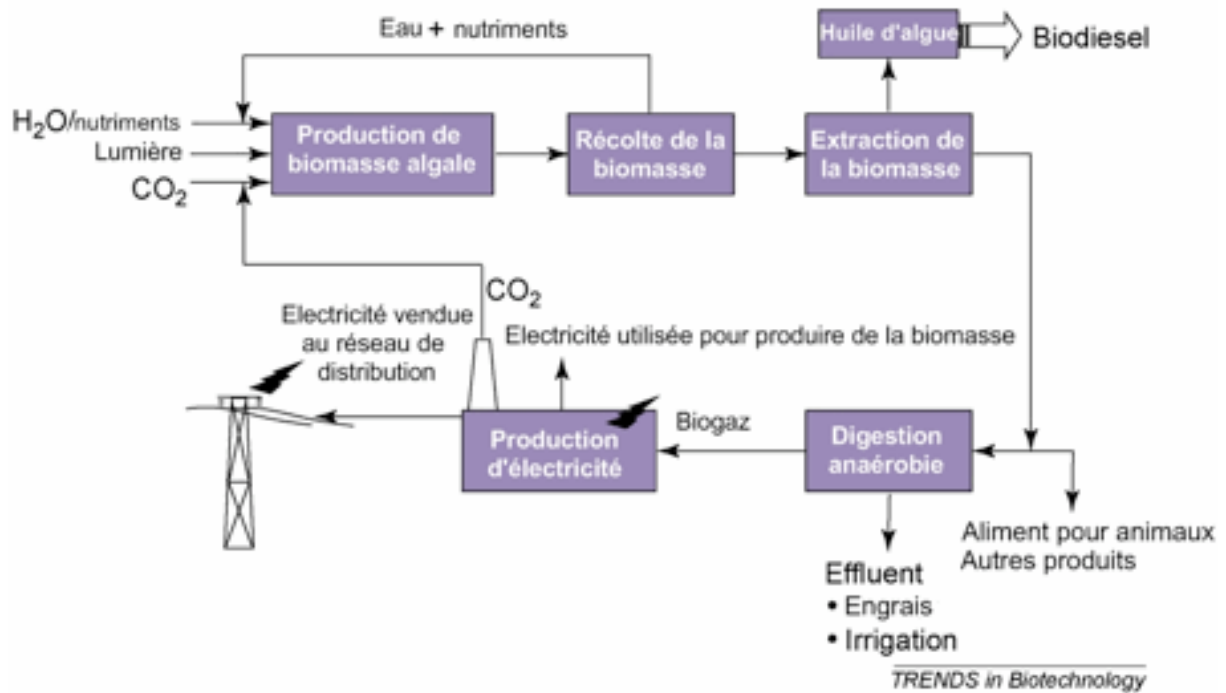 Eau + nutriments
Huile d'algue
Biodiesel
H₂O/nutriments
Lumière
CO₂
Production de
biomasse algale
Récolte de la
biomasse
Extraction de
la biomasse
CO₂
Electricité vendue
au réseau de
distribution
Electricité utilisée pour produire de la biomasse
Production
d'électricité
Biogaz
Digestion
anaérobie
Aliment pour animaux
Autres produits
Effluent
• Engrais
• Irrigation
TRENDS in Biotechnology